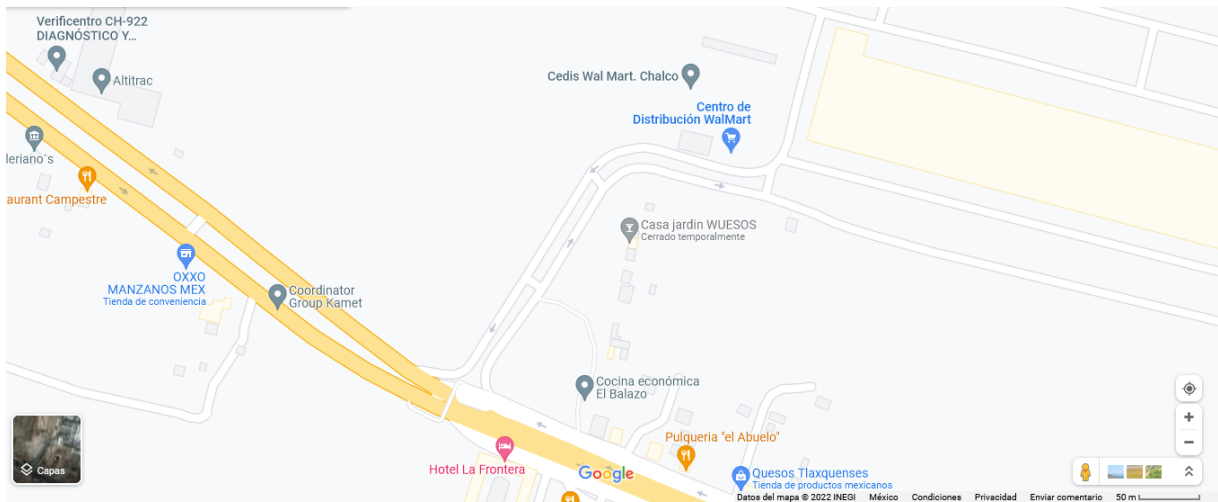 Verificentro CH-922
DIAGNÓSTICO Y...
Altitrac
Cedis Wal Mart. Chalco
Centro de
Distribución WalMart
leriano´s
aurant Campestre
Casa jardin WUESOS
Cerrado temporalmente
OXXO
MANZANOS MEX
Tienda de conveniencia
Coordinator
Group Kamet
Cocina económica
El Balazo
Pulqueria "el Abuelo"
Hotel La Frontera
Google
Quesos Tlaxquenses
Tienda de productos mexicanos
Capas
Datos del mapa © 2022 INEGI México Condiciones Privacidad Enviar comentario 50 m